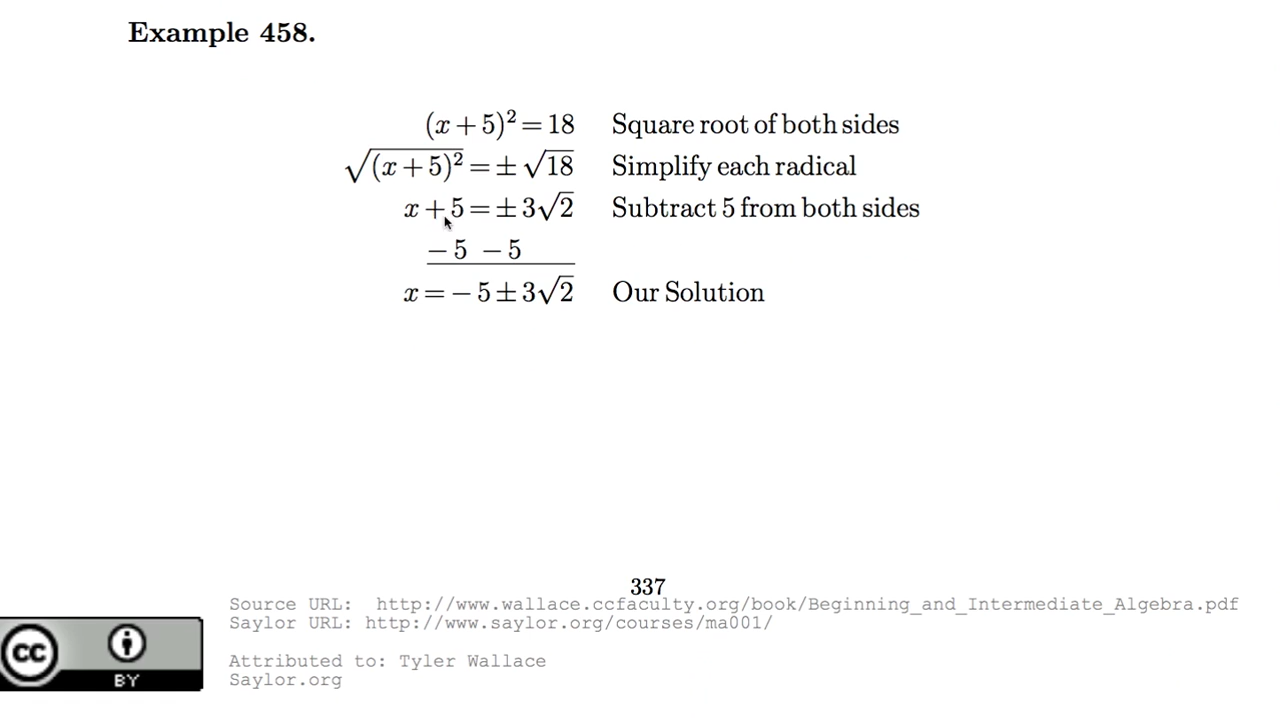 Example 458.
(x + 5)² = 18 Square root of both sides
√(x + 5)² = ± √18 Simplify each radical
x + 5 = ± 3√2 Subtract 5 from both sides
− 5 − 5
x = − 5 ± 3√2 Our Solution
337
Source URL: http://www.wallace.ccfaculty.org/book/Beginning_and_Intermediate_Algebra.pdf
Saylor URL: http://www.saylor.org/courses/ma001/
Attributed to: Tyler Wallace
Saylor.org
cc
BY